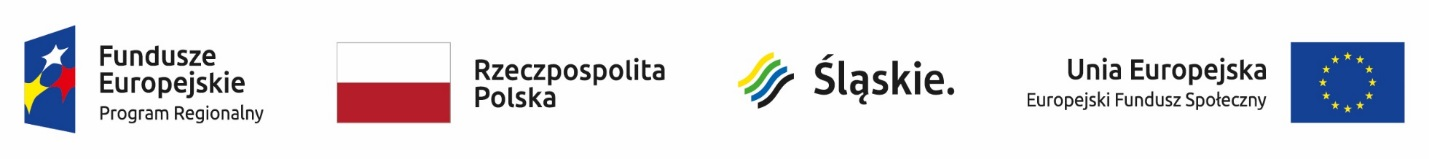 Fundusze
Europejskie
Program Regionalny
Rzeczpospolita
Polska
Śląskie.
Unia Europejska
Europejski Fundusz Społeczny